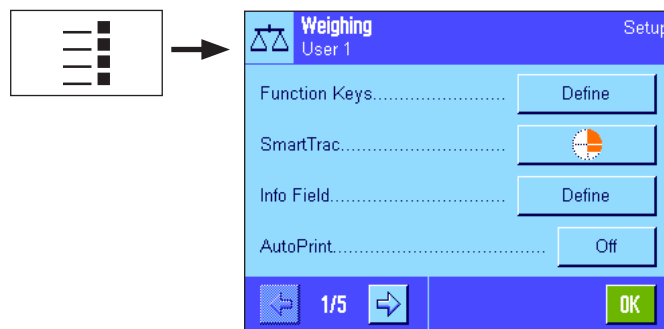 Weighing
Setup
User 1
Function Keys........................ Define
SmartTrac................................
Info Field.................................. Define
AutoPrint........................................ Off
1/5
OK